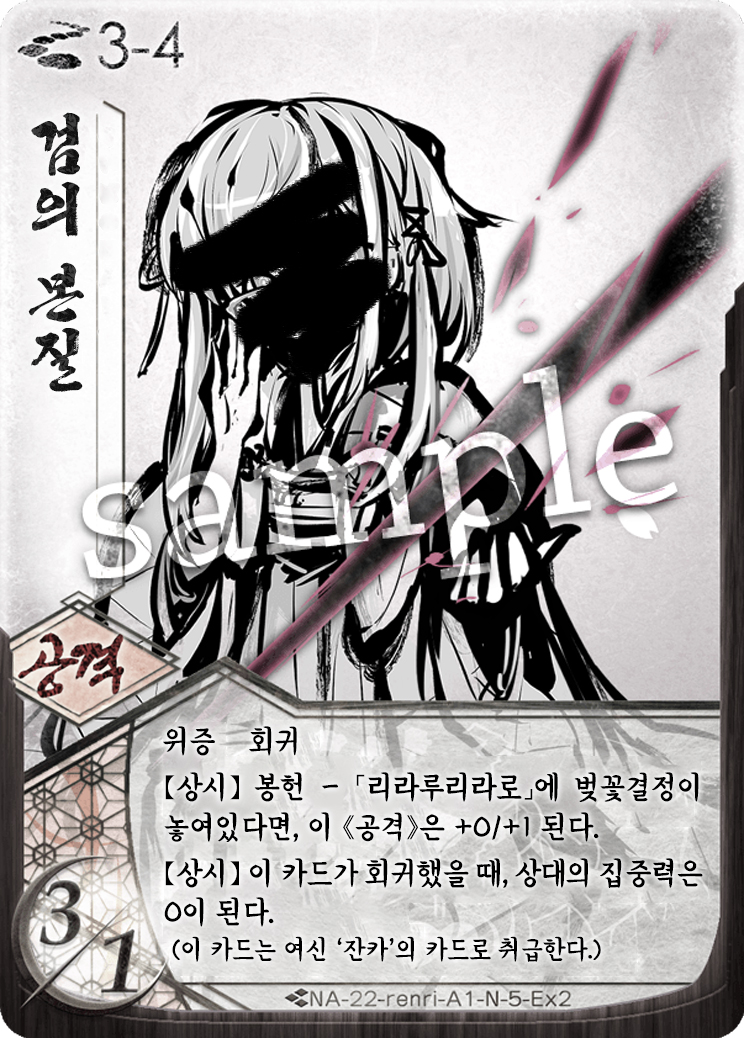 3-4
검의 본질
sample
공격
위증 회귀
【상시】 봉헌 - 「리라루리라로」에 벚꽃결정이
놓여있다면, 이 《공격》은 +0/+1 된다.
【상시】 이 카드가 회귀했을 때, 상대의 집중력은
0이 된다.
(이 카드는 여신 ‘잔카’의 카드로 취급한다.)
3/1
NA-22-renri-A1-N-5-Ex2